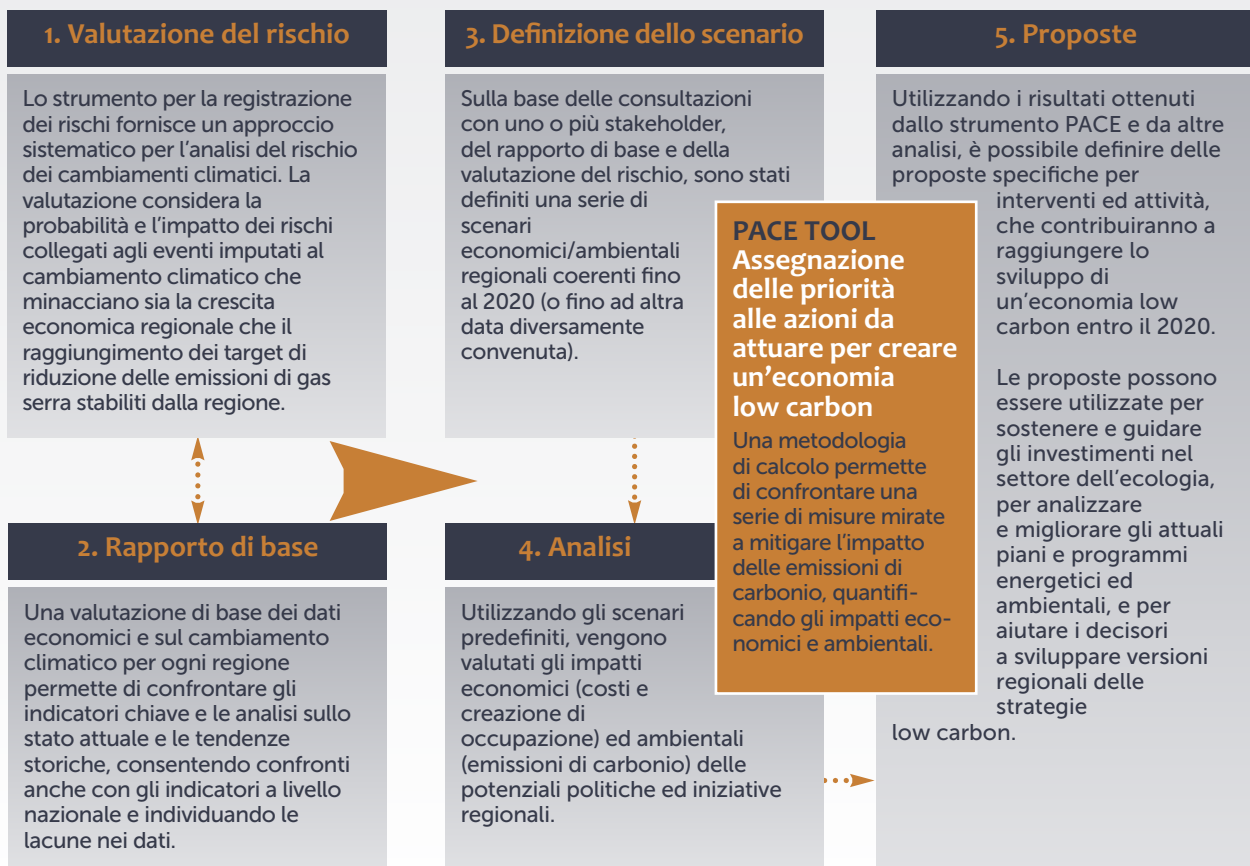 1. Valutazione del rischio
Lo strumento per la registrazione
dei rischi fornisce un approccio
sistematico per l'analisi del rischio
dei cambiamenti climatici. La
valutazione considera la
probabilità e l'impatto dei rischi
collegati agli eventi imputati al
cambiamento climatico che
minacciano sia la crescita
economica regionale che il
raggiungimento dei target di
riduzione delle emissioni di gas
serra stabiliti dalla regione.
2. Rapporto di base
Una valutazione di base dei dati
economici e sul cambiamento
climatico per ogni regione
permette di confrontare gli
indicatori chiave e le analisi sullo
stato attuale e le tendenze
storiche, consentendo confronti
anche con gli indicatori a livello
nazionale e individuando le
lacune nei dati.
3. Definizione dello scenario
Sulla base delle consultazioni
con uno o più stakeholder,
del rapporto di base e della
valutazione del rischio, sono stati
definiti una serie di
scenari
economici/ambientali
regionali coerenti fino
al 2020 (o fino ad altra
data diversamente
convenuta).
4. Analisi
Utilizzando gli scenari
predefiniti, vengono
valutati gli impatti
economici (costi e
creazione di
occupazione) ed ambientali
(emissioni di carbonio) delle
potenziali politiche ed iniziative
regionali.
PACE TOOL
Assegnazione
delle priorità
alle azioni da
attuare per creare
un'economia
low carbon
Una metodologia
di calcolo permette
di confrontare una
serie di misure mirate
a mitigare l'impatto
delle emissioni di
carbonio, quantifi-
cando gli impatti eco-
nomici e ambientali.
5. Proposte
Utilizzando i risultati ottenuti
dallo strumento PACE e da altre
analisi, è possibile definire delle
proposte specifiche per
interventi ed attività,
che contribuiranno a
raggiungere lo
sviluppo di
un'economia low
carbon entro il 2020.
Le proposte possono
essere utilizzate per
sostenere e guidare
gli investimenti nel
settore dell'ecologia,
per analizzare
e migliorare gli attuali
piani e programmi
energetici ed
ambientali, e per
aiutare i decisori
a sviluppare versioni
regionali delle
strategie
low carbon.